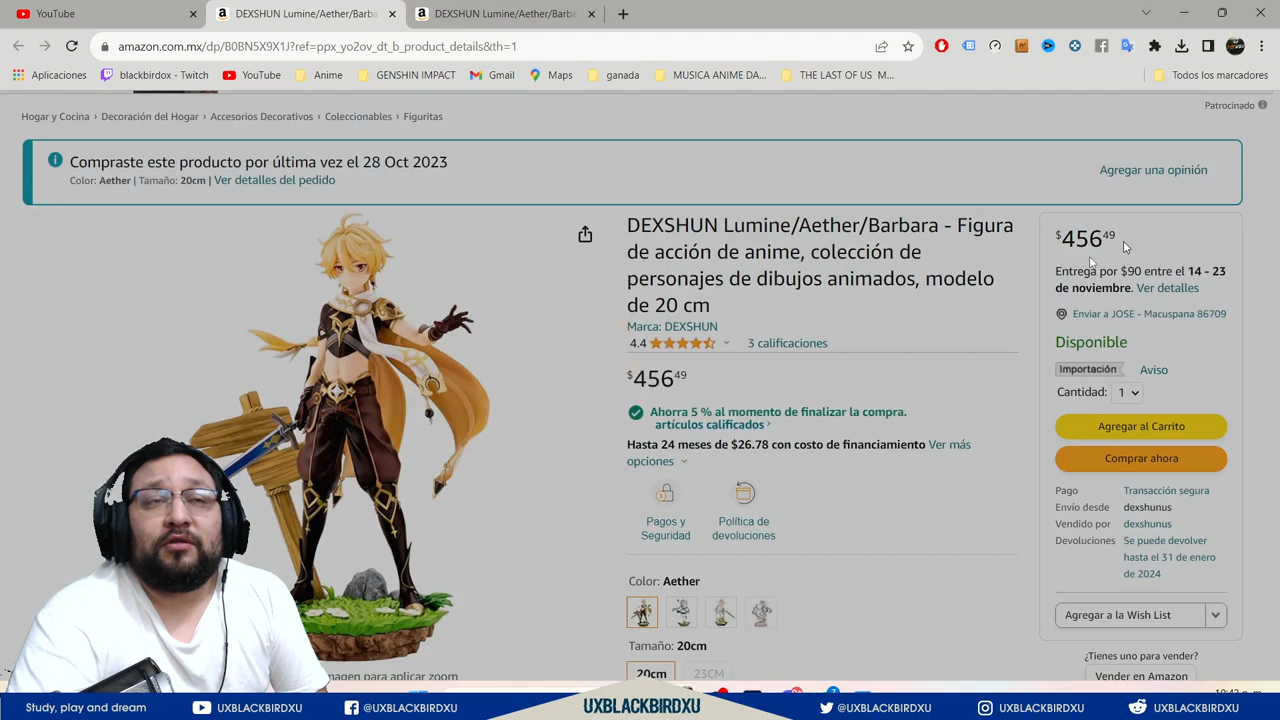 YouTube
DEXSHUN Lumine/Aether/Barba
DEXSHUN Lumine/Aether/Barba
amazon.com.mx/dp/B0BN5X9X1J?ref=ppx_yo2ov_dt_b_product_details&th=1
Aplicaciones
blackbirdox - Twitch
YouTube
Anime
GENSHIN IMPACT
Gmail
Maps
ganada
MUSICA ANIME DA...
THE LAST OF US M...
Todos los marcadores
Patrocinado
Hogar y Cocina › Decoración del Hogar › Accesorios Decorativos › Coleccionables › Figuritas
Compraste este producto por última vez el 28 Oct 2023
Color: Aether | Tamaño: 20cm | Ver detalles del pedido
Agregar una opinión
DEXSHUN Lumine/Aether/Barbara - Figura
de acción de anime, colección de
personajes de dibujos animados, modelo
de 20 cm
Marca: DEXSHUN
4.4
3 calificaciones
$456 49
Ahora 5 % al momento de finalizar la compra.
artículos calificados ›
Hasta 24 meses de $26.78 con costo de financiamiento Ver más
opciones
Pagos y
Seguridad
Política de
devoluciones
Color: Aether
Tamaño: 20cm
20cm
23CM
$456 49
Entrega por $90 entre el 14 - 23
de noviembre. Ver detalles
Enviar a JOSE - Macuspana 86709
Disponible
Importación
Aviso
Cantidad: 1
Agregar al Carrito
Comprar ahora
Pago Transacción segura
Envío desde dexshunus
Vendido por dexshunus
Devoluciones Se puede devolver
hasta el 31 de enero
de 2024
Agregar a la Wish List
¿Tienes uno para vender?
Vender en Amazon
magen para aplicar zoom
Study, play and dream
UXBLACKBIRDXU
@UXBLACKBIRDXU
UXBLACKBIRDXU
@UXBLACKBIRDXU
UXBLACKBIRDXU
UXBLACKBIRDXU